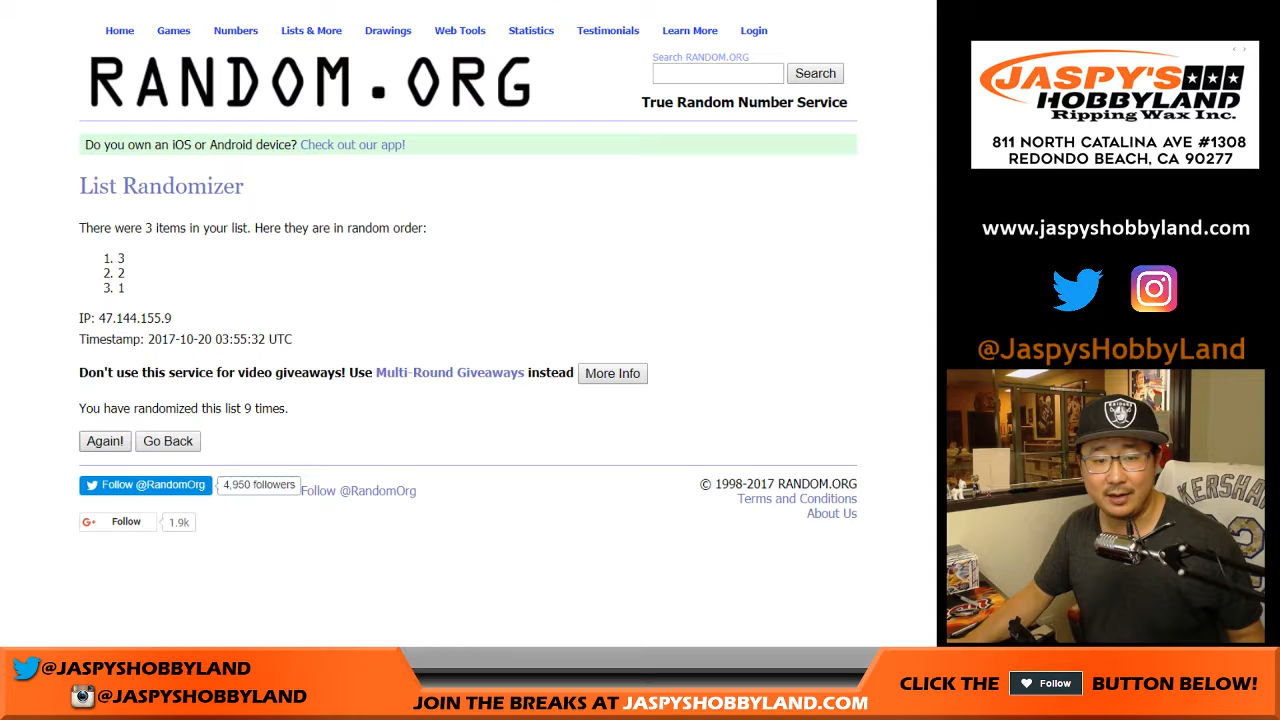 Home Games Numbers Lists & More Drawings Web Tools Statistics Testimonials Learn More Login
RANDOM.ORG
Search RANDOM.ORG
Search
True Random Number Service
Do you own an iOS or Android device? Check out our app!
List Randomizer
There were 3 items in your list. Here they are in random order:
1. 3
2. 2
3. 1
IP: 47.144.155.9
Timestamp: 2017-10-20 03:55:32 UTC
Don't use this service for video giveaways! Use Multi-Round Giveaways instead More Info
You have randomized this list 9 times.
Again! Go Back
Follow @RandomOrg 4,950 followers Follow @RandomOrg
Follow 1.9k
© 1998-2017 RANDOM.ORG
Terms and Conditions
About Us
JASPY'S
HOBBYLAND
Ripping Wax Inc.
811 NORTH CATALINA AVE #1308
REDONDO BEACH, CA 90277
www.jaspyshobbyland.com
@JaspysHobbyLand
RAIDERS
KERSHA
@JASPYSHOBBYLAND
@JASPYSHOBBYLAND
JOIN THE BREAKS AT JASPYSHOBBYLAND.COM
CLICK THE Follow BUTTON BELOW!